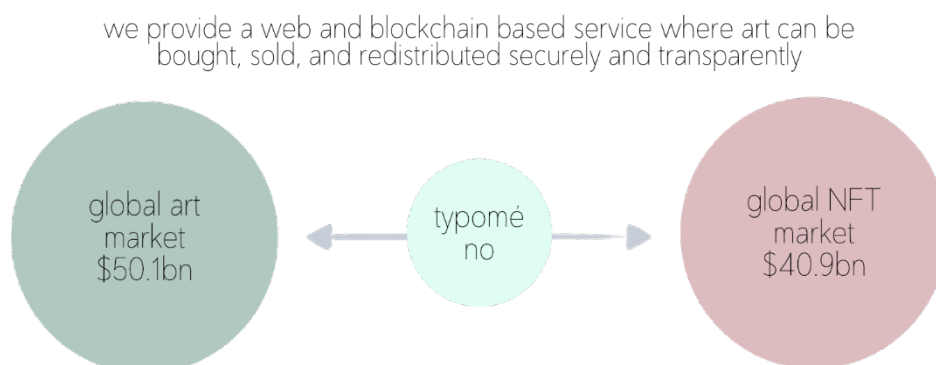 we provide a web and blockchain based service where art can be
bought, sold, and redistributed securely and transparently
global art
market
$50.1bn
typomé
no
global NFT
market
$40.9bn